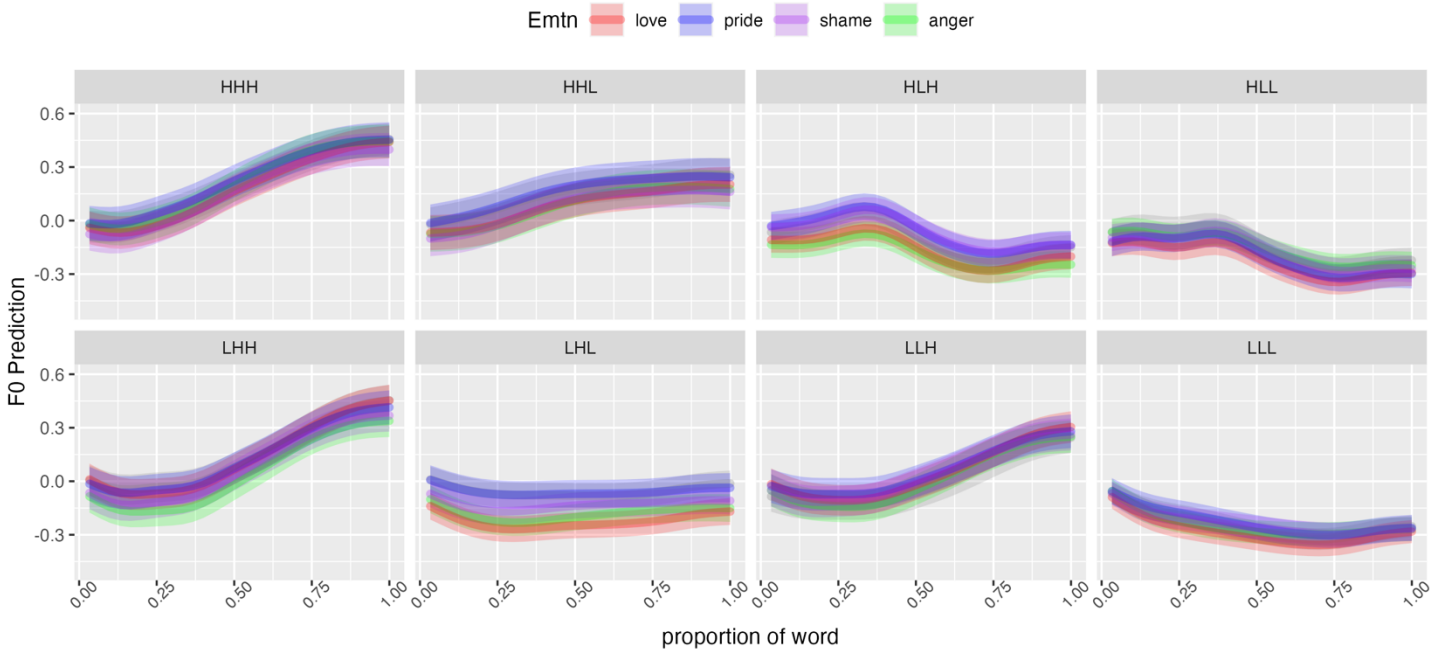 Emtn love pride shame anger
HHH HHL HLH HLL
0.6
0.3
0.0
-0.3
LHH LHL LLH LLL
0.6
0.3
0.0
-0.3
F0 Prediction
0.00 0.25 0.50 0.75 1.00 0.00 0.25 0.50 0.75 1.00 0.00 0.25 0.50 0.75 1.00 0.00 0.25 0.50 0.75 1.00
proportion of word